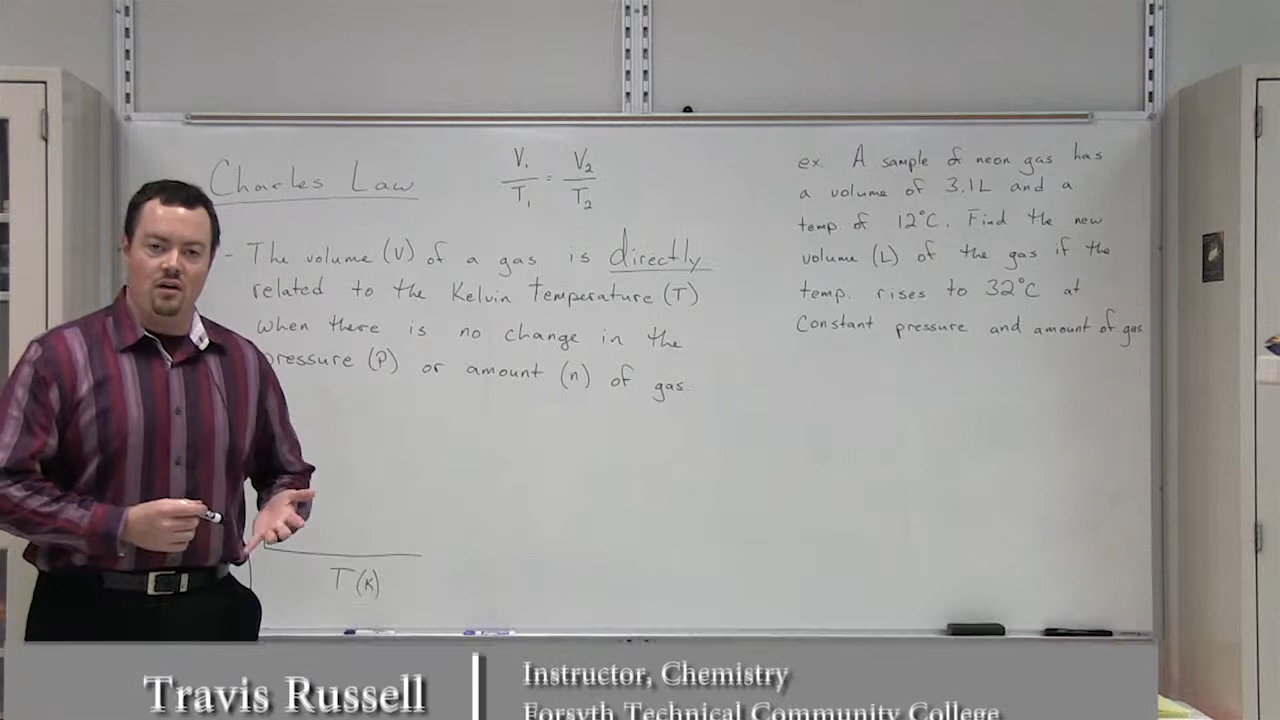 Charles Law
V₁ V₂
— = —
T₁ T₂
- The volume (V) of a gas is directly
related to the Kelvin Temperature (T)
when there is no change in the
pressure (P) or amount (n) of gas
T(K)
ex. A sample of neon gas has
a volume of 3.1L and a
temp of 12°C. Find the new
volume (L) of the gas if the
temp. rises to 32°C at
Constant pressure and amount of gas
Travis Russell
Instructor, Chemistry
Forsyth Technical Community College